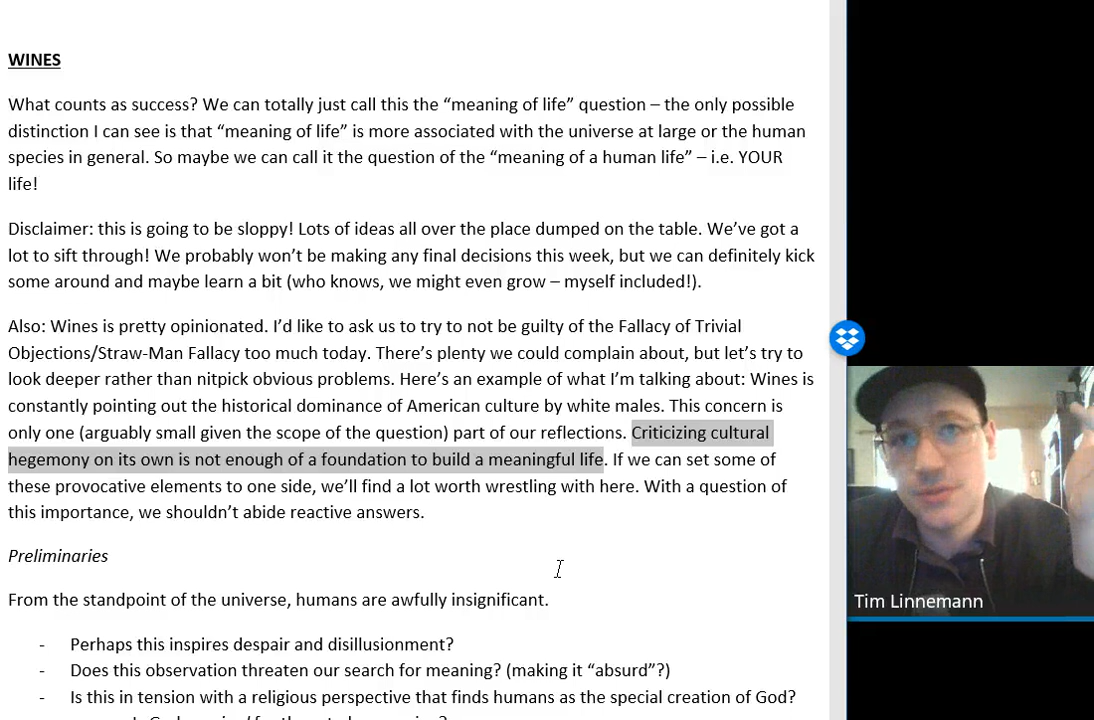 WINES
What counts as success? We can totally just call this the “meaning of life” question – the only possible
distinction I can see is that “meaning of life” is more associated with the universe at large or the human
species in general. So maybe we can call it the question of the “meaning of a human life” – i.e. YOUR
life!
Disclaimer: this is going to be sloppy! Lots of ideas all over the place dumped on the table. We’ve got a
lot to sift through! We probably won’t be making any final decisions this week, but we can definitely kick
some around and maybe learn a bit (who knows, we might even grow – myself included!).
Also: Wines is pretty opinionated. I’d like to ask us to try to not be guilty of the Fallacy of Trivial
Objections/Straw-Man Fallacy too much today. There’s plenty we could complain about, but let’s try to
look deeper rather than nitpick obvious problems. Here’s an example of what I’m talking about: Wines is
constantly pointing out the historical dominance of American culture by white males. This concern is
only one (arguably small given the scope of the question) part of our reflections. Criticizing cultural
hegemony on its own is not enough of a foundation to build a meaningful life. If we can set some of
these provocative elements to one side, we’ll find a lot worth wrestling with here. With a question of
this importance, we shouldn’t abide reactive answers.
Preliminaries
From the standpoint of the universe, humans are awfully insignificant.
- Perhaps this inspires despair and disillusionment?
- Does this observation threaten our search for meaning? (making it “absurd”?)
- Is this in tension with a religious perspective that finds humans as the special creation of God?
Tim Linnemann